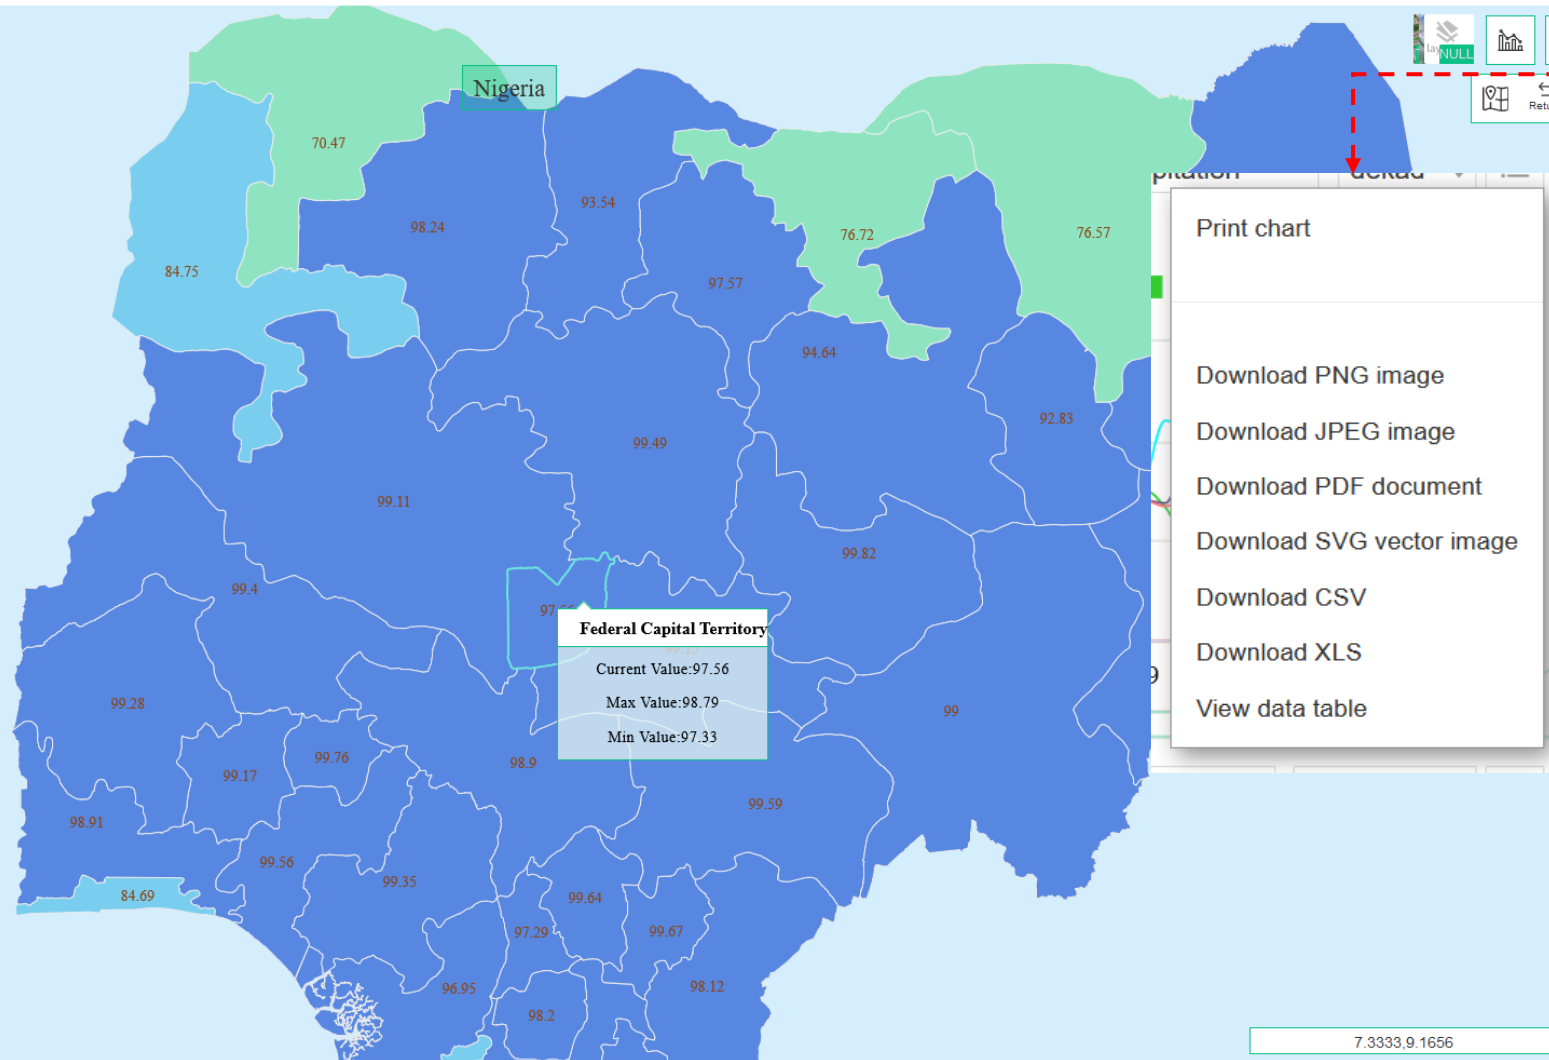 lay
NULL
Nigeria
70.47
98.24
93.54
84.75
97.57
76.72
76.57
94.64
92.83
99.49
99.11
99.82
99.4
Federal Capital Territory
Current Value:97.56
Max Value:98.79
Min Value:97.33
99.28
99
99.17
99.76
98.9
99.59
98.91
99.56
99.35
84.69
99.64
97.29
99.67
96.95
98.12
98.2
dekad
Print chart
Download PNG image
Download JPEG image
Download PDF document
Download SVG vector image
Download CSV
Download XLS
View data table
9
7.3333,9.1656